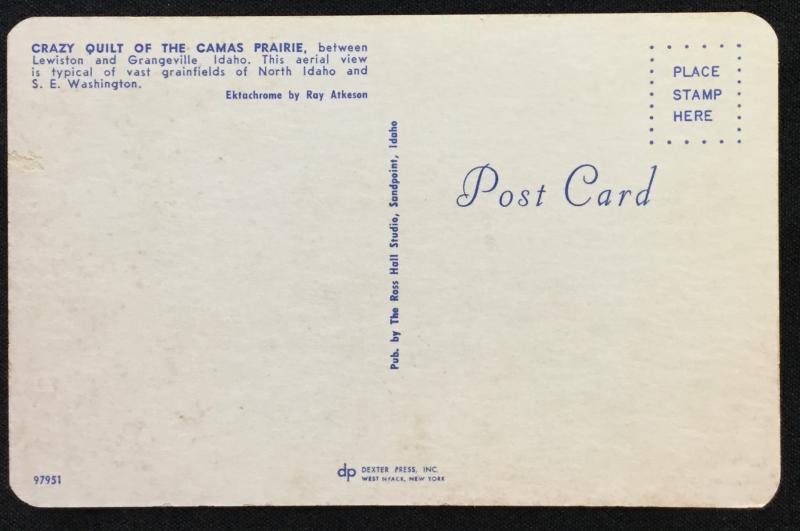 CRAZY QUILT OF THE CAMAS PRAIRIE, between
Lewiston and Grangeville, Idaho. This aerial view
is typical of vast grainfields of North Idaho and
S. E. Washington.
Ektachrome by Ray Atkeson
Pub. by The Ross Hall Studio, Sandpoint, Idaho
PLACE
STAMP
HERE
Post Card
97951
dp DEXTER PRESS, INC.
WEST NYACK, NEW YORK